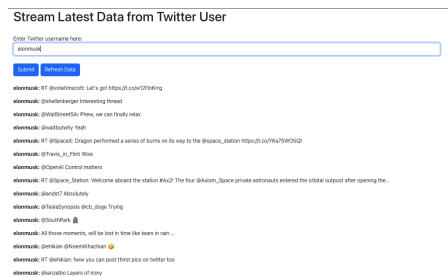 Stream Latest Data from Twitter User
Enter Twitter username here:
elonmusk
Submit Refresh Data
elonmusk: RT @votetimscott: Let's go! https://t.co/w12l1nKrrg
elonmusk: @shellenberger Interesting thread
elonmusk: @WallStreetSilv Phew, we can finally relax
elonmusk: @waitbutwhy Yeah
elonmusk: RT @SpaceX: Dragon performed a series of burns on its way to the @space_station https://t.co/YKa7SWO5Qt
elonmusk: @Travis_in_Flint Wow
elonmusk: @OpenAI Control matters
elonmusk: RT @Space_Station: Welcome aboard the station #Ax2! The four @Axiom_Space private astronauts entered the orbital outpost after opening the...
elonmusk: @andst7 Absolutely
elonmusk: @TeslaSynopsis @cb_doge Trying
elonmusk: @SouthPark 🪦
elonmusk: All those moments, will be lost in time like tears in rain ...
elonmusk: @ehikian @NoemiKhachian 😂
elonmusk: RT @ehikian: fwiw you can post thirst pics on twitter too
elonmusk: @anzelbo Layers of irony